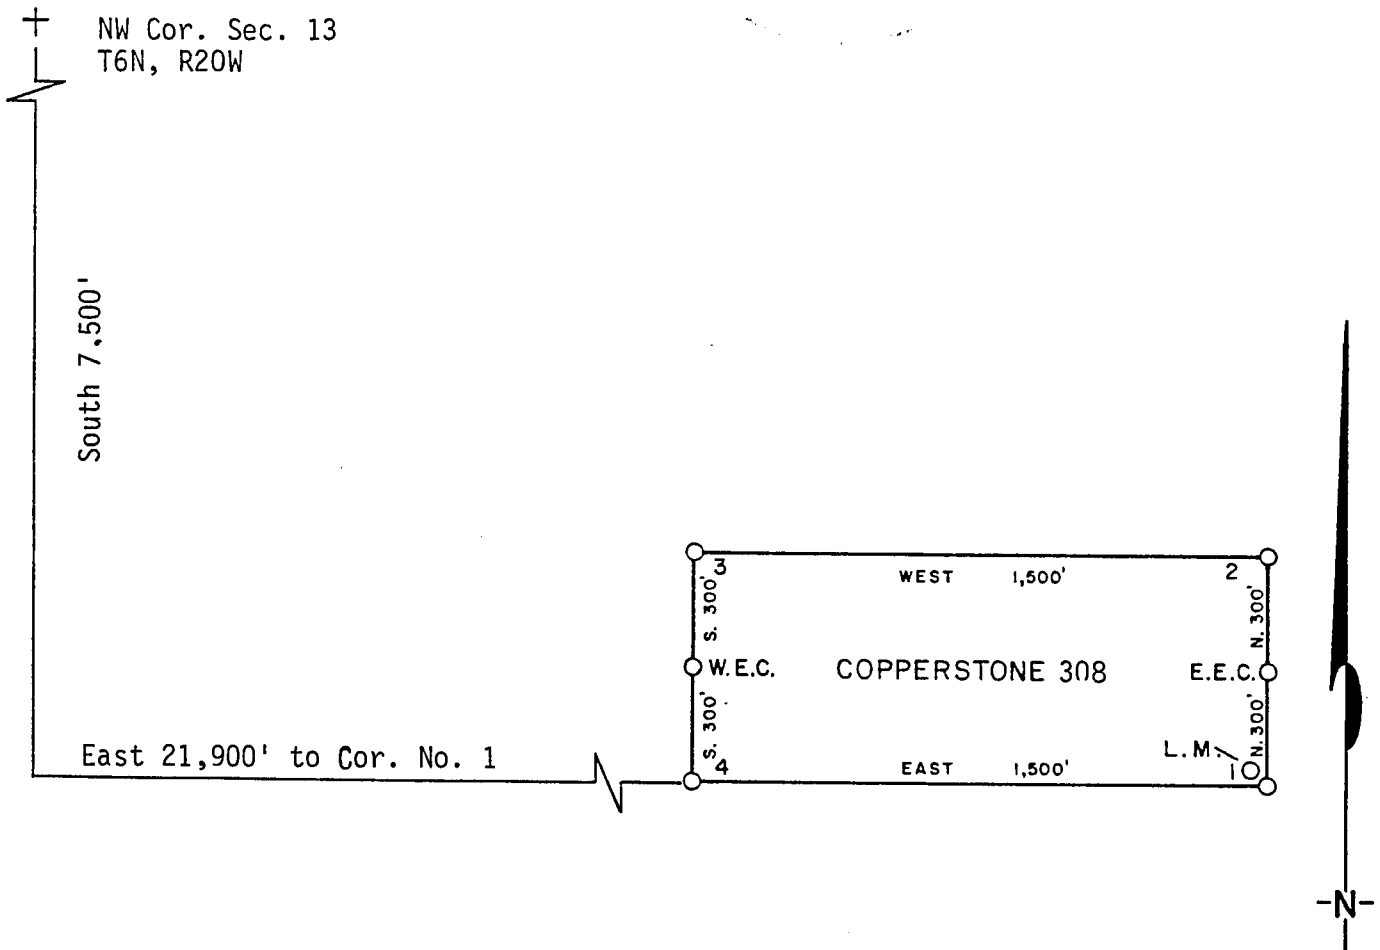 NW Cor. Sec. 13
T6N, R20W
South 7,500'
3
WEST 1,500'
2
S. 300'
N. 300'
W.E.C.
COPPERSTONE 308
E.E.C.
S. 300'
N. 300'
L.M.
East 21,900' to Cor. No. 1
4
EAST 1,500'
1
-N-